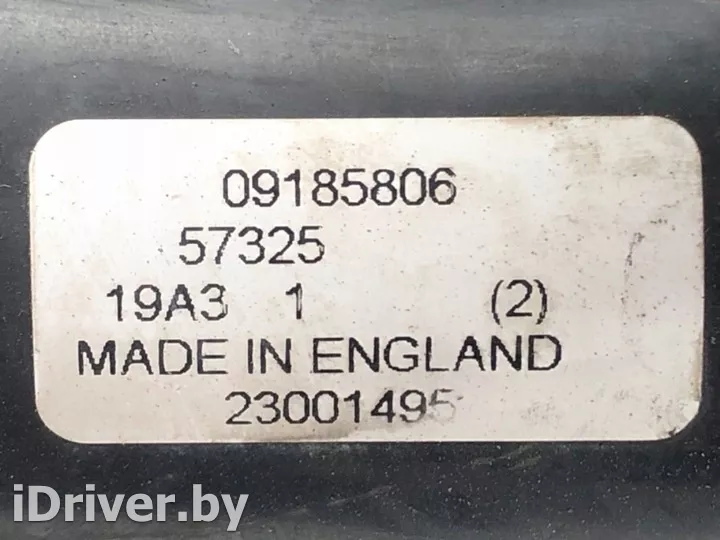 09185806
57325
19A3 1 (2)
MADE IN ENGLAND
23001495
iDriver.by